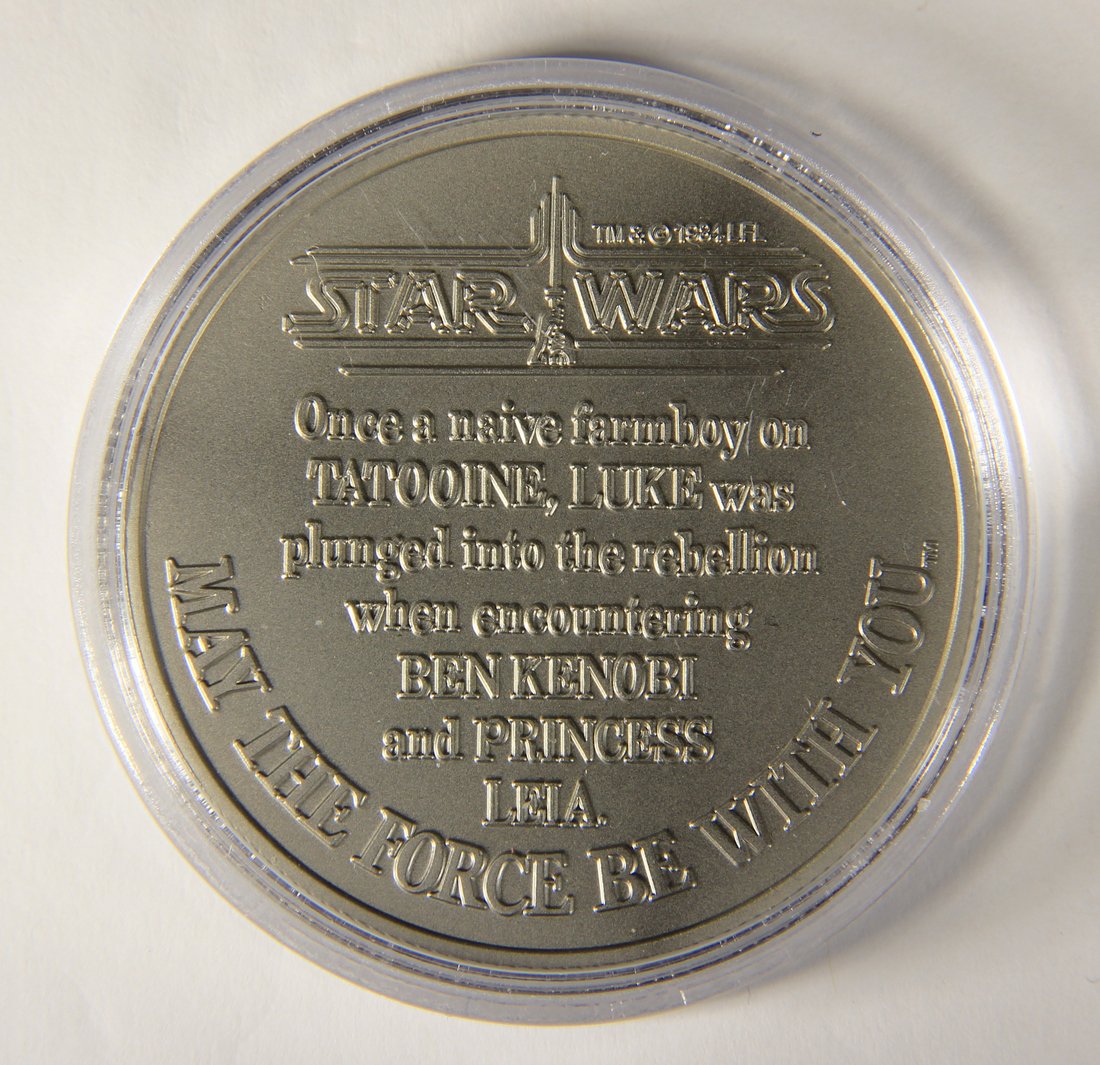 TM & © 1984 LFL
STAR WARS
Once a naive farmboy on
TATOOINE, LUKE was
plunged into the rebellion
when encountering
BEN KENOBI
and PRINCESS
LEIA.
MAY THE FORCE BE WITH YOU™